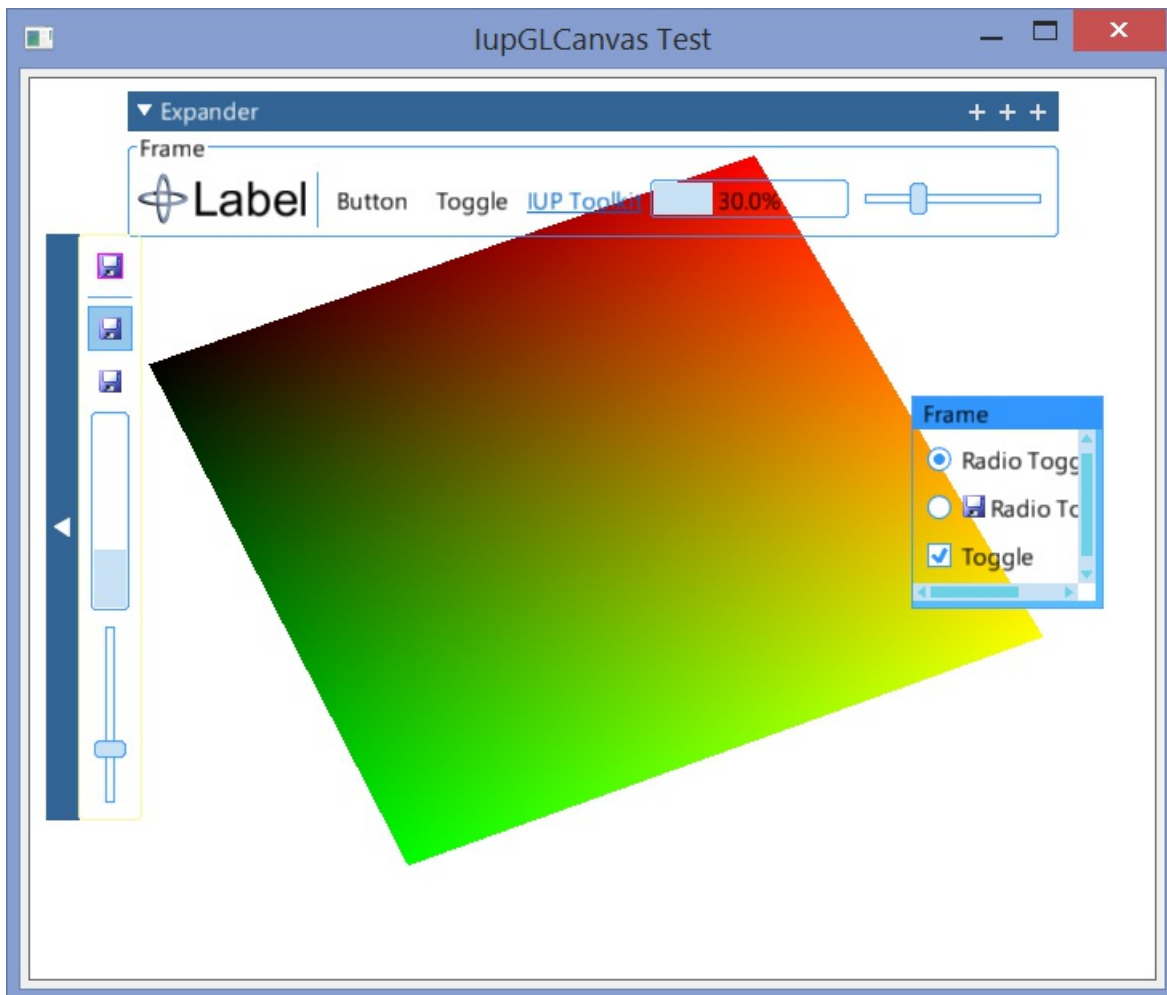 IupGLCanvas Test
Expander
Frame
Label Button Toggle IUP Toolkit 30.0%
Frame
Radio Togg
Radio To
Toggle